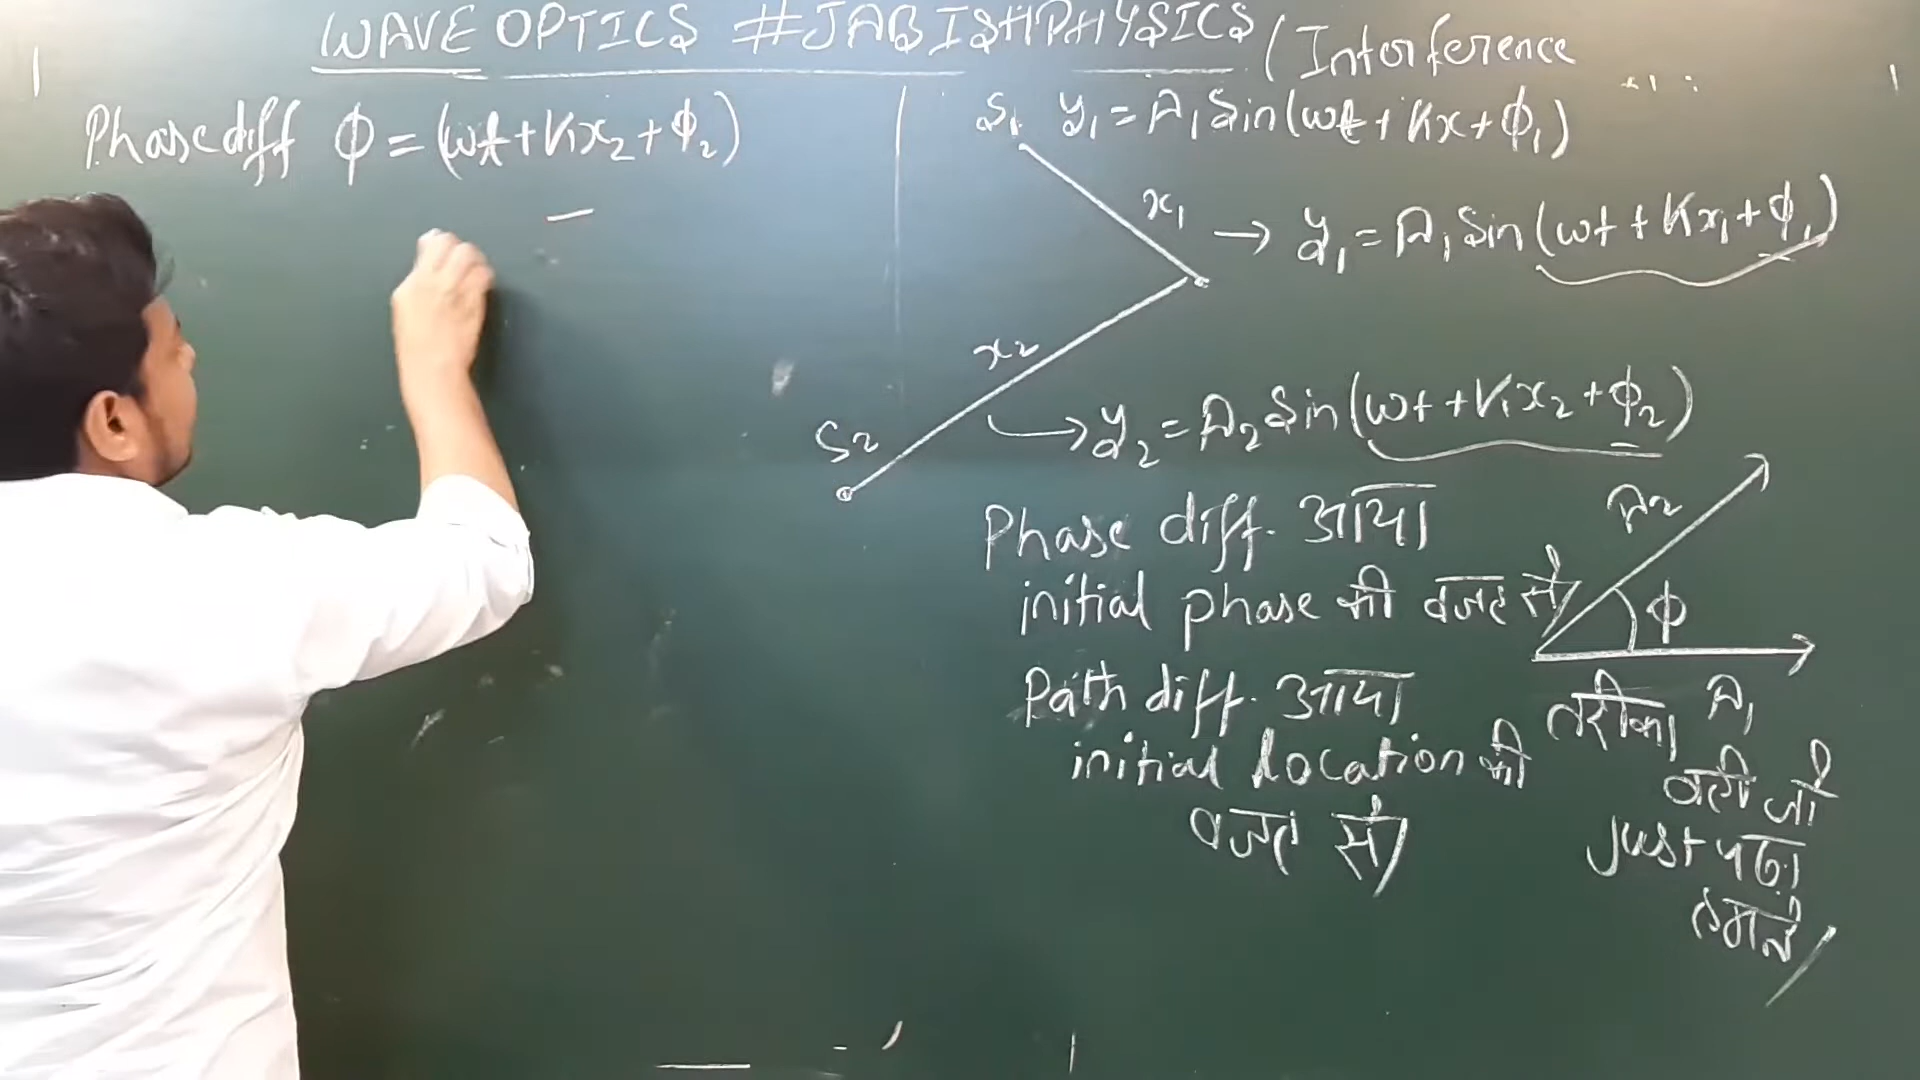 WAVE OPTICS #JABISHPHYSICS (Interference
Phase diff ϕ = (ωt + Kx₂ + ϕ₂)
—
S₁ y₁ = A₁ Sin(ωt + Kx + ϕ₁)
x₁ → y₁ = A₁ Sin(ωt + Kx₁ + ϕ₁)
x₂
S₂ → y₂ = A₂ Sin(ωt + Kx₂ + ϕ₂)
Phase diff. आया
initial phase की वजह से/
Path diff. आया
initial location की
वजह से/
A₂
ϕ
A₁
तरीका
वही जो
Just पढ़ा
हमने/